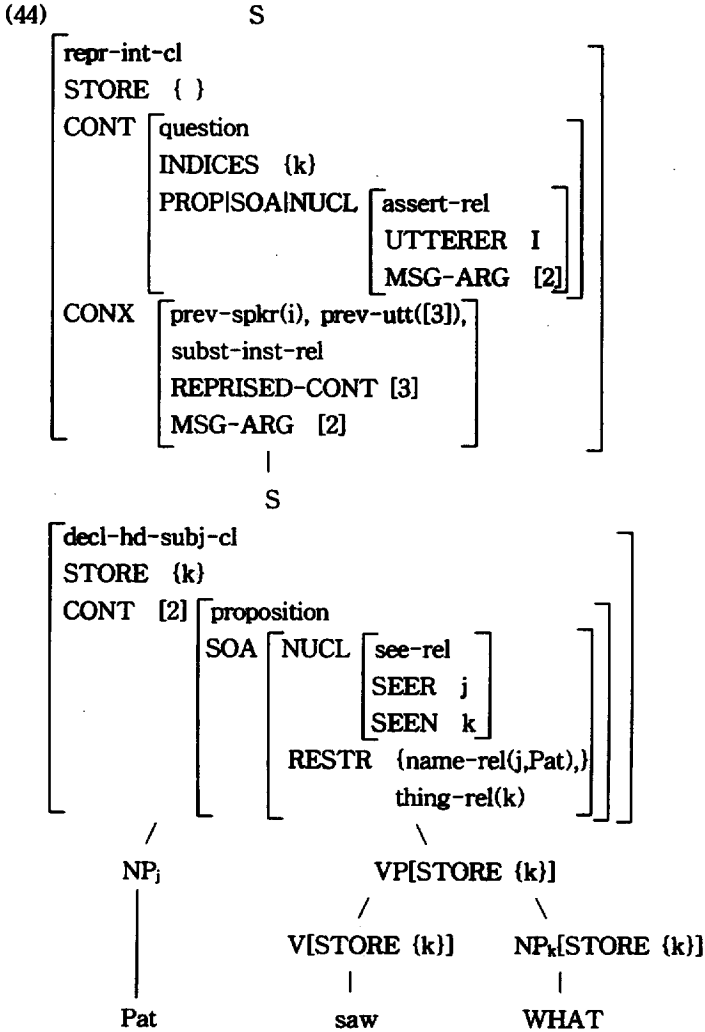 (44) S
repr-int-cl
STORE { }
CONT question
INDICES {k}
PROP|SOA|NUCL assert-rel
UTTERER I
MSG-ARG [2]
CONX prev-spkr(i), prev-utt([3]),
subst-inst-rel
REPRISED-CONT [3]
MSG-ARG [2]
S
decl-hd-subj-cl
STORE {k}
CONT [2] proposition
SOA NUCL see-rel
SEER j
SEEN k
RESTR {name-rel(j,Pat),}
thing-rel(k)
NPj VP[STORE {k}]
V[STORE {k}] NPk[STORE {k}]
Pat saw WHAT